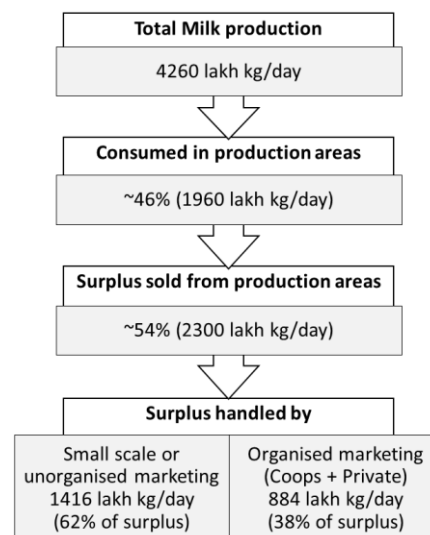 Total Milk production
4260 lakh kg/day
Consumed in production areas
~46% (1960 lakh kg/day)
Surplus sold from production areas
~54% (2300 lakh kg/day)
Surplus handled by
Small scale or
unorganised marketing
1416 lakh kg/day
(62% of surplus)
Organised marketing
(Coops + Private)
884 lakh kg/day
(38% of surplus)